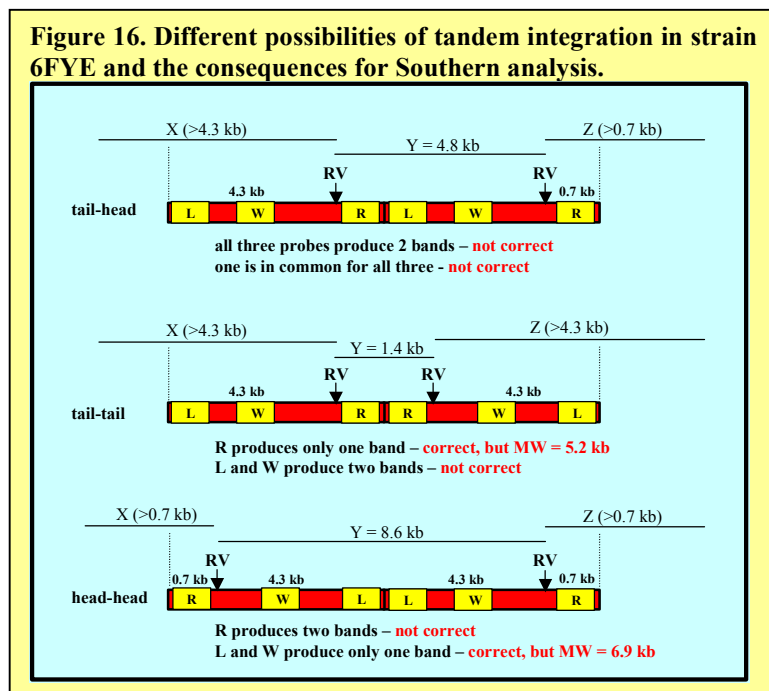 Figure 16. Different possibilities of tandem integration in strain
6FYE and the consequences for Southern analysis.
X (>4.3 kb)
Z (>0.7 kb)
Y = 4.8 kb
RV
RV
4.3 kb
0.7 kb
tail-head
L
W
R
L
W
R
all three probes produce 2 bands – not correct
one is in common for all three - not correct
X (>4.3 kb)
Z (>4.3 kb)
Y = 1.4 kb
RV
RV
4.3 kb
4.3 kb
tail-tail
L
W
R
R
W
L
R produces only one band – correct, but MW = 5.2 kb
L and W produce two bands – not correct
X (>0.7 kb)
Z (>0.7 kb)
Y = 8.6 kb
RV
RV
0.7 kb
4.3 kb
4.3 kb
0.7 kb
head-head
R
W
L
L
W
R
R produces two bands – not correct
L and W produce only one band – correct, but MW = 6.9 kb